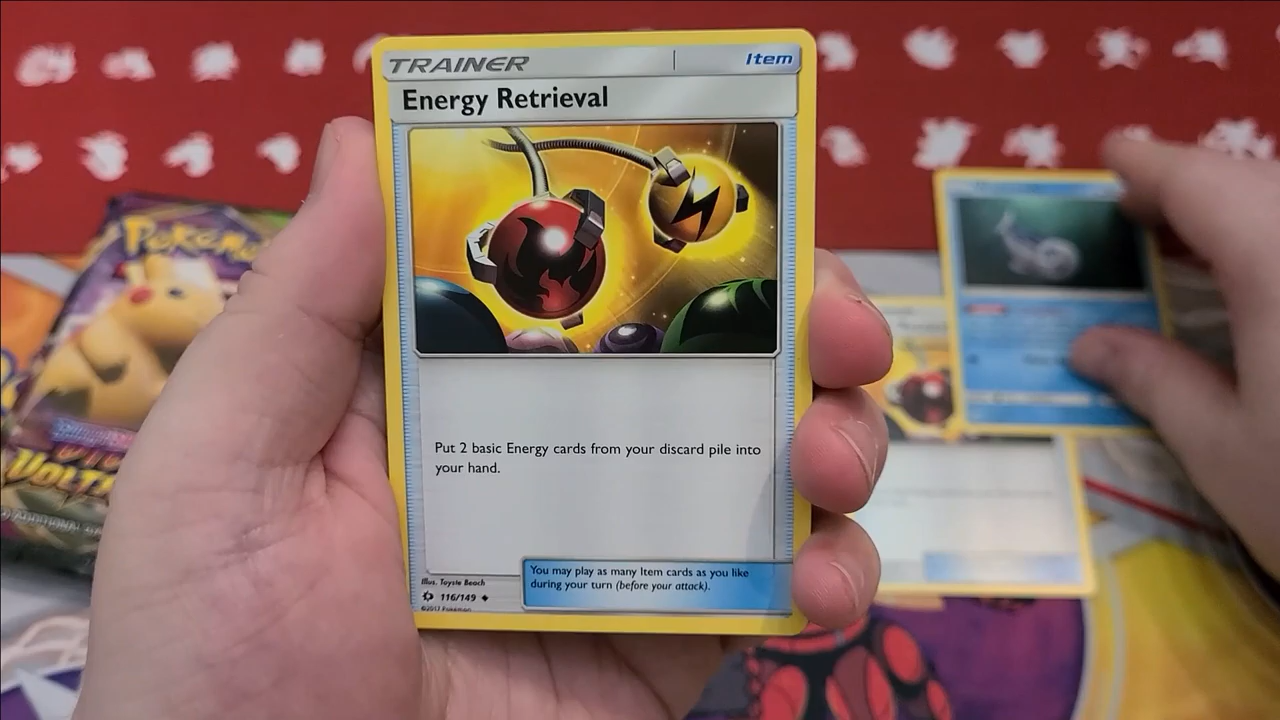 TRAINER
Item
Energy Retrieval
Put 2 basic Energy cards from your discard pile into
your hand.
You may play as many Item cards as you like
during your turn (before your attack).
Illus. Toyste Beach
116/149
©2017 Pokémon
Pokémo
VOLT